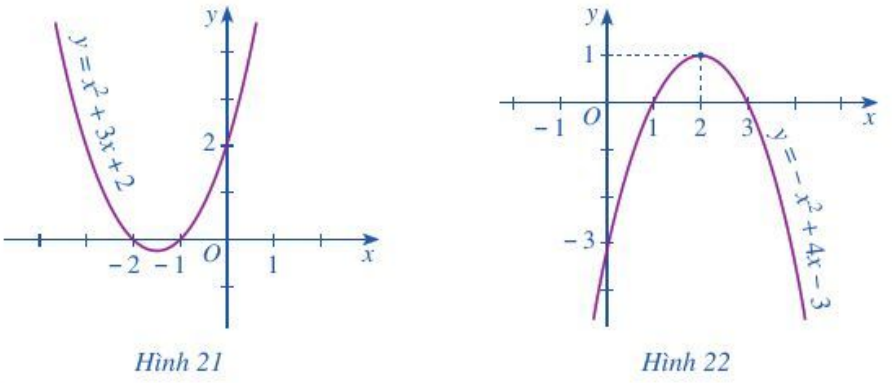 y
y = x² + 3x + 2
2
-2 -1 O 1 x
Hình 21
y
1
-1 O 1 2 3 x
y = -x² + 4x - 3
-3
Hình 22